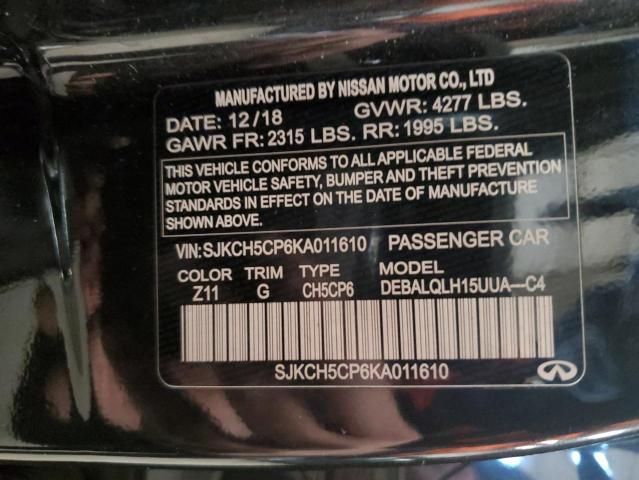 MANUFACTURED BY NISSAN MOTOR CO., LTD
DATE: 12/18 GVWR: 4277 LBS.
GAWR FR: 2315 LBS. RR: 1995 LBS.
THIS VEHICLE CONFORMS TO ALL APPLICABLE FEDERAL
MOTOR VEHICLE SAFETY, BUMPER AND THEFT PREVENTION
STANDARDS IN EFFECT ON THE DATE OF MANUFACTURE
SHOWN ABOVE.
VIN: SJKCH5CP6KA011610 PASSENGER CAR
COLOR TRIM TYPE MODEL
Z11 G CH5CP6 DEBALQLH15UUA—C4
SJKCH5CP6KA011610